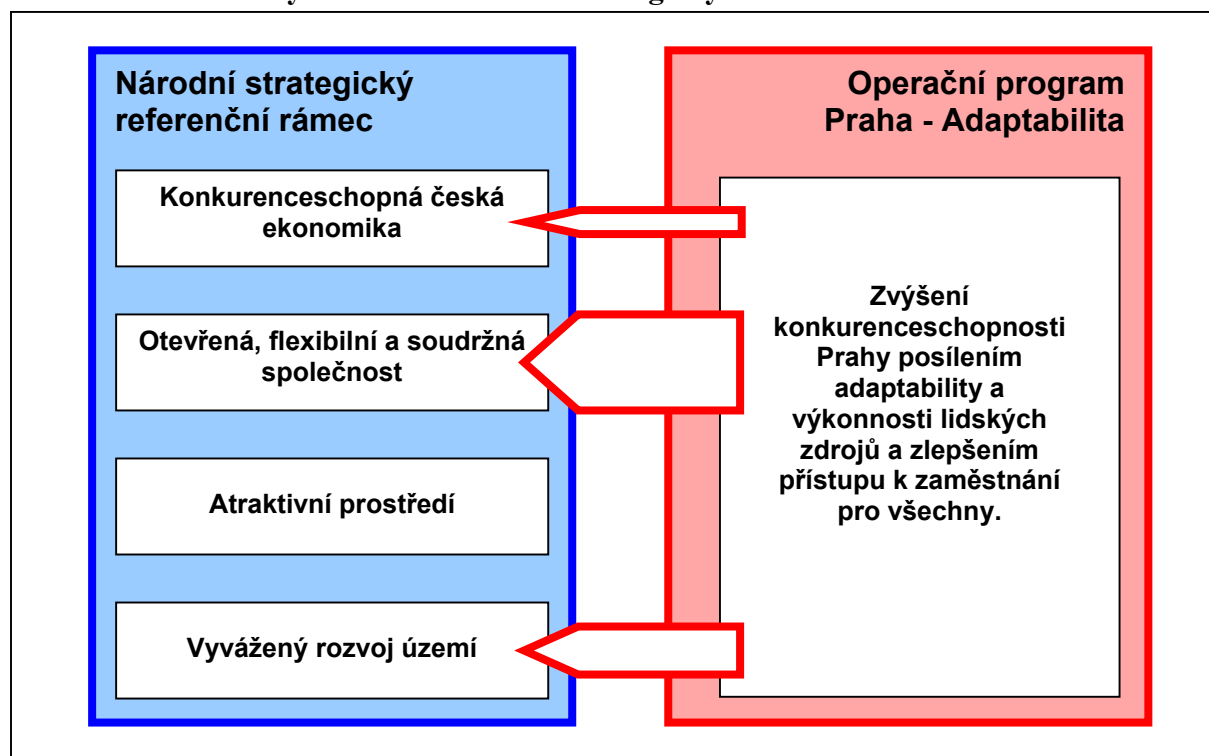 Národní strategický
referenční rámec
Konkurenceschopná česká
ekonomika
Otevřená, flexibilní a soudržná
společnost
Atraktivní prostředí
Vyvážený rozvoj území
Operační program
Praha - Adaptabilita
Zvýšení
konkurenceschopnosti
Prahy posílením
adaptability a
výkonnosti lidských
zdrojů a zlepšením
přístupu k zaměstnání
pro všechny.